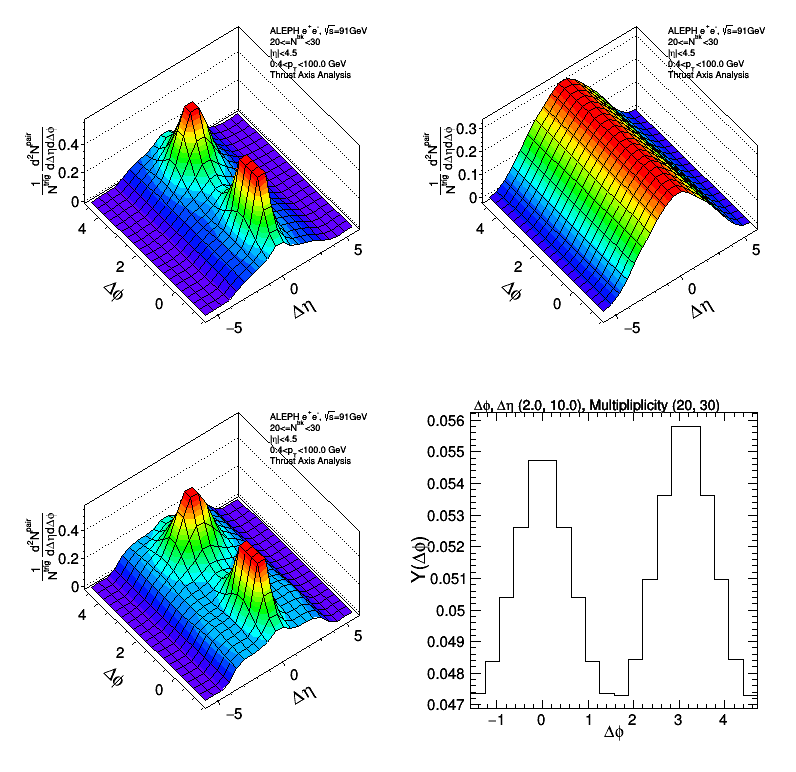 ALEPH e⁺e⁻, √s=91GeV
20<=Nᵗʳᵏ<30
|η|<4.5
0.4<p_T<100.0 GeV
Thrust Axis Analysis
1/N^trig d²N^pair/dΔηdΔφ
0.4
0.2
0
4
2
0
Δφ
−5
0
5
Δη
ALEPH e⁺e⁻, √s=91GeV
20<=Nᵗʳᵏ<30
|η|<4.5
0.4<p_T<100.0 GeV
Thrust Axis Analysis
1/N^trig d²N^pair/dΔηdΔφ
0.3
0.2
0.1
0
4
2
0
Δφ
−5
0
5
Δη
ALEPH e⁺e⁻, √s=91GeV
20<=Nᵗʳᵏ<30
|η|<4.5
0.4<p_T<100.0 GeV
Thrust Axis Analysis
1/N^trig d²N^pair/dΔηdΔφ
0.4
0.2
0
4
2
0
Δφ
−5
0
5
Δη
Δφ, Δη (2.0, 10.0), Multipliplicity (20, 30)
Y(Δφ)
0.056
0.055
0.054
0.053
0.052
0.051
0.05
0.049
0.048
0.047
−1 0 1 2 3 4
Δφ